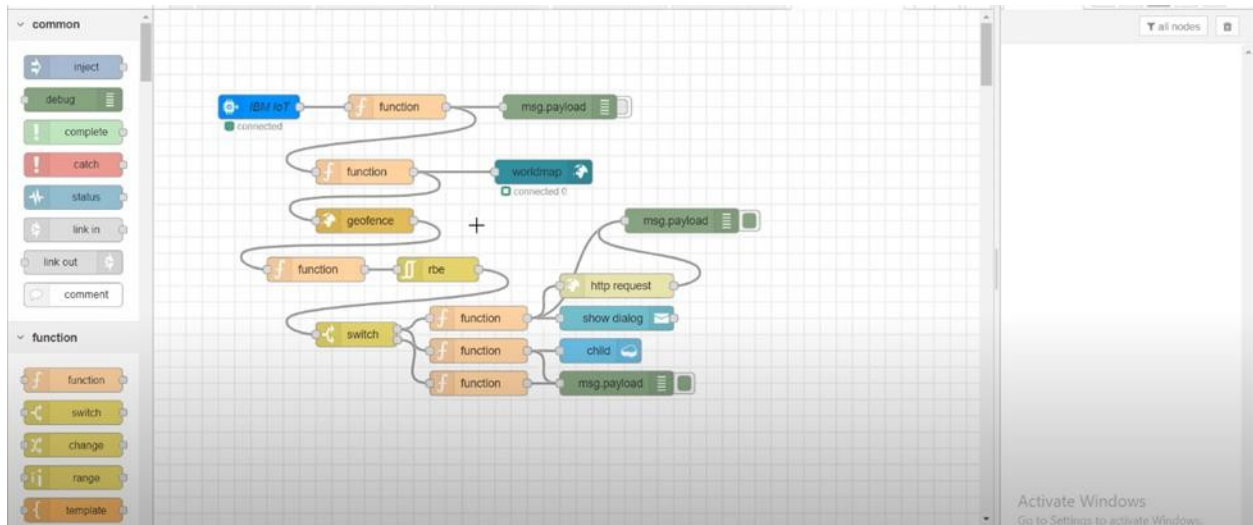 common
inject
debug
complete
catch
status
link in
link out
comment
function
function
switch
change
range
template
IBM IoT
connected
function
msg.payload
function
worldmap
connected 0
geofence
msg.payload
function
rbe
http request
switch
function
show dialog
function
child
function
msg.payload
all nodes
Activate Windows
Go to Settings to activate Windows.